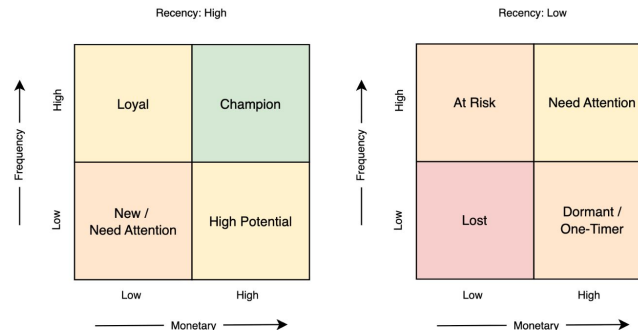 Recency: High
High
Loyal
Champion
Frequency
Low
New /
Need Attention
High Potential
Low
High
Monetary
Recency: Low
High
At Risk
Need Attention
Frequency
Low
Lost
Dormant /
One-Timer
Low
High
Monetary